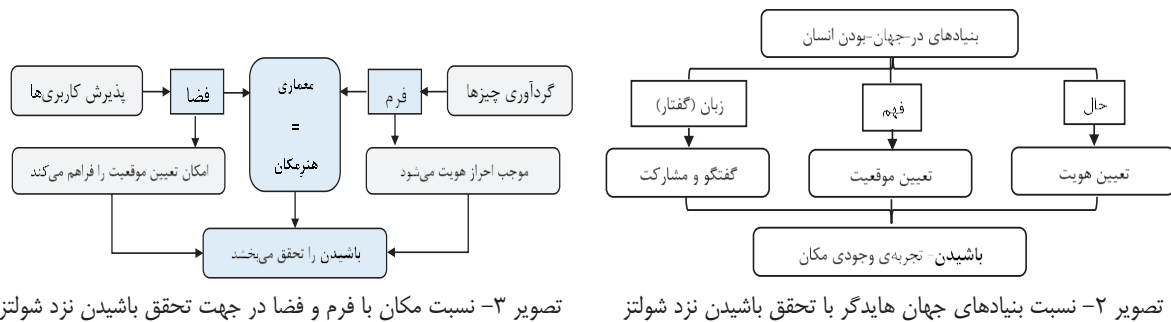 بنیادهای در-جهان-بودن انسان
حال
فهم
زبان (گفتار)
تعیین هویت
تعیین موقعیت
گفتگو و مشارکت
باشیدن- تجربه‌ی وجودی مکان
تصویر ۲- نسبت بنیادهای جهان هایدگر با تحقق باشیدن نزد شولتز
گردآوری چیزها
فرم
معماری
=
هنرِمکان
فضا
پذیرش کاربری‌ها
موجب احراز هویت می‌شود
امکان تعیین موقعیت را فراهم می‌کند
باشیدن را تحقق می‌بخشد
تصویر ۳- نسبت مکان با فرم و فضا در جهت تحقق باشیدن نزد شولتز